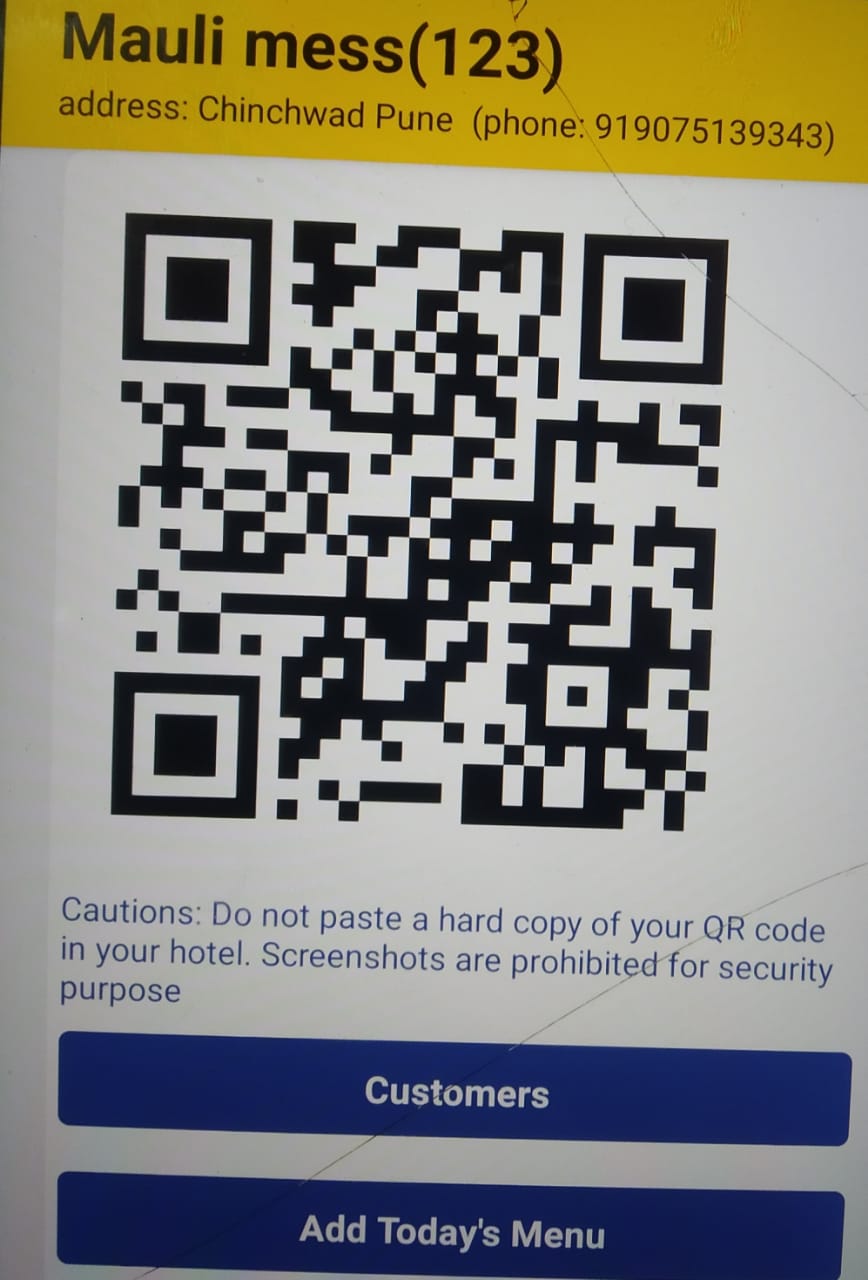 Mauli mess(123)
address: Chinchwad Pune (phone: 919075139343)
Cautions: Do not paste a hard copy of your QR code
in your hotel. Screenshots are prohibited for security
purpose
Customers
Add Today's Menu